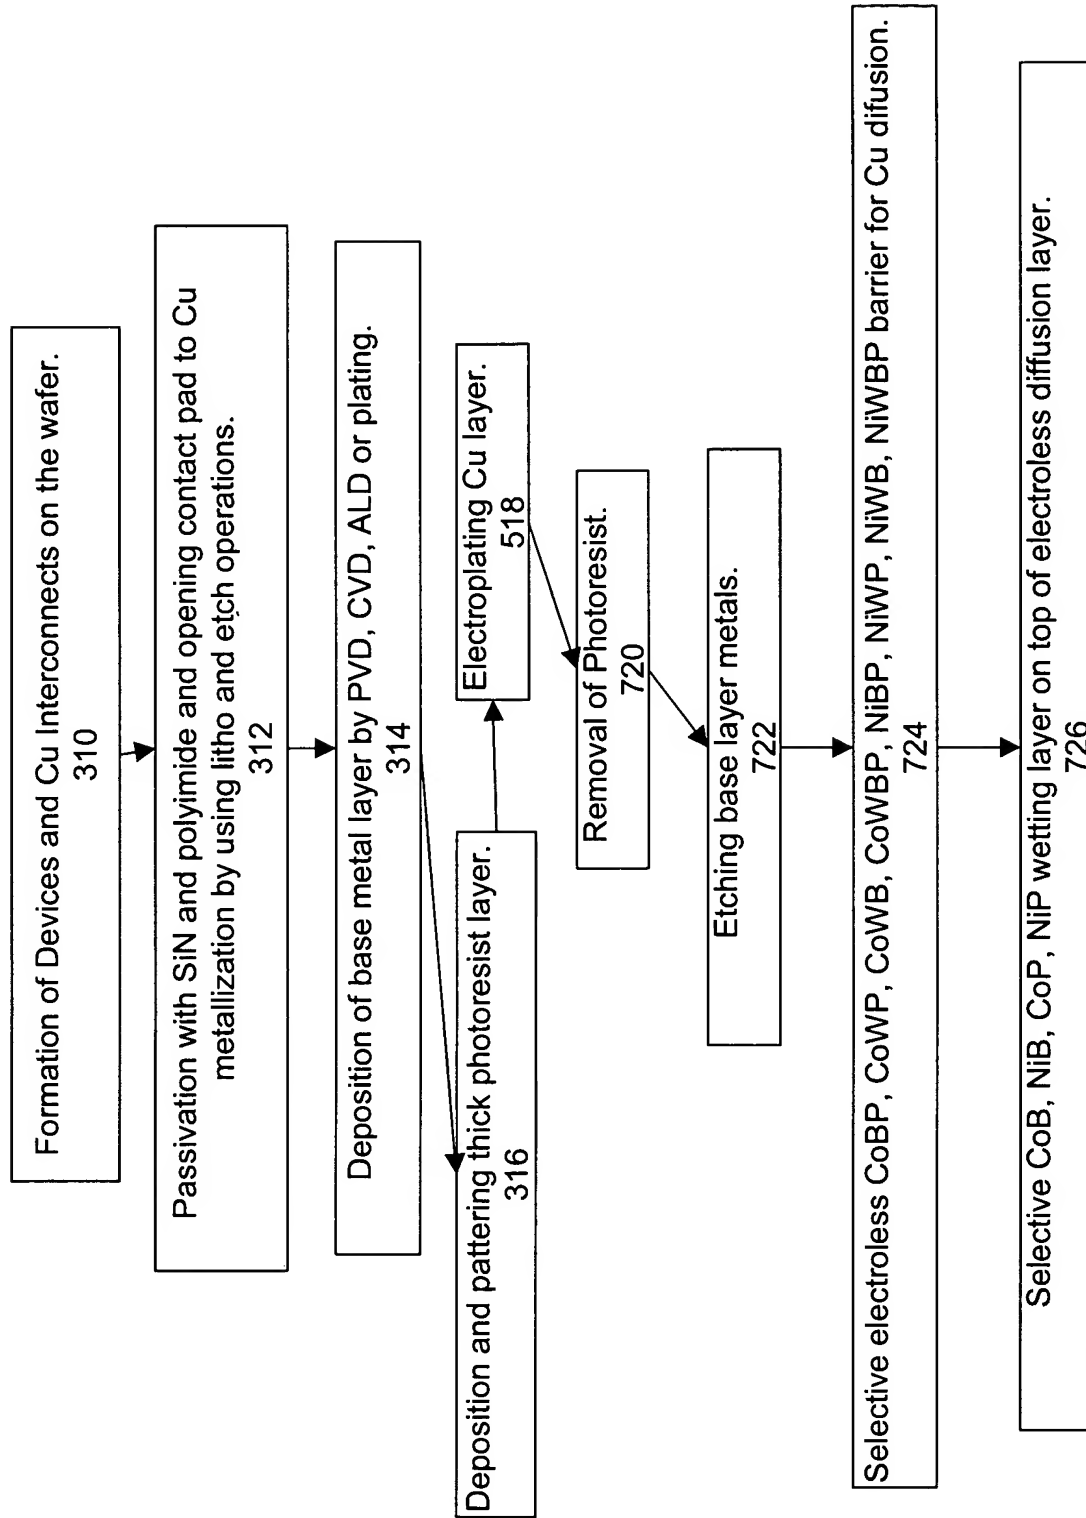 Formation of Devices and Cu Interconnects on the wafer.
310
Passivation with SiN and polyimide and opening contact pad to Cu
metallization by using litho and etch operations.
312
Deposition of base metal layer by PVD, CVD, ALD or plating.
314
Deposition and pattering thick photoresist layer.
316
Electroplating Cu layer.
518
Removal of Photoresist.
720
Etching base layer metals.
722
Selective electroless CoBP, CoWP, CoWB, CoWBP, NiBP, NiWP, NiWB, NiWBP barrier for Cu difusion.
724
Selective CoB, NiB, CoP, NiP wetting layer on top of electroless diffusion layer.
726